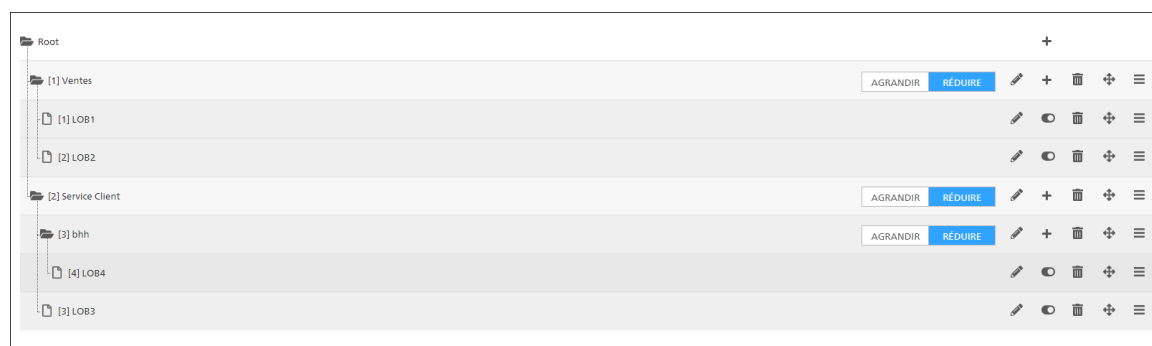 Root
[1] Ventes AGRANDIR RÉDUIRE
[1] LOB1
[2] LOB2
[2] Service Client AGRANDIR RÉDUIRE
[3] bhh AGRANDIR RÉDUIRE
[4] LOB4
[3] LOB3